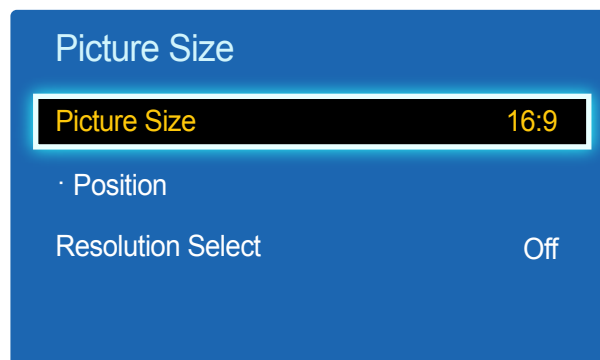 Picture Size
Picture Size 16:9
· Position
Resolution Select Off